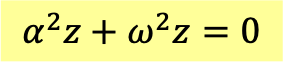 α²z + ω²z = 0